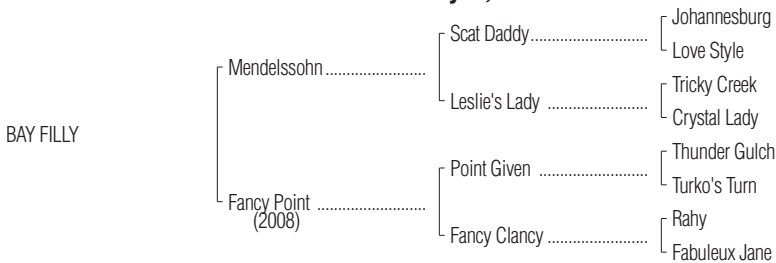 Johannesburg
Scat Daddy
Love Style
Mendelssohn
Tricky Creek
Leslie's Lady
Crystal Lady
BAY FILLY
Thunder Gulch
Point Given
Turko's Turn
Fancy Point
(2008)
Rahy
Fancy Clancy
Fabuleux Jane